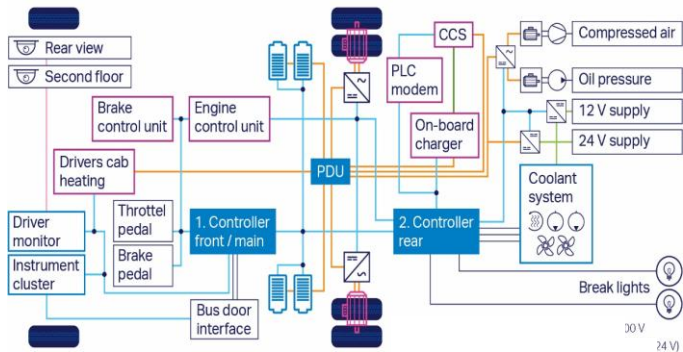 Rear view
Second floor
Brake
control unit
Engine
control unit
Drivers cab
heating
Driver
monitor
Instrument
cluster
Throttel
pedal
Brake
pedal
1. Controller
front / main
Bus door
interface
PDU
CCS
PLC
modem
On-board
charger
2. Controller
rear
Compressed air
Oil pressure
12 V supply
24 V supply
Coolant
system
Break lights
00 V
24 V)